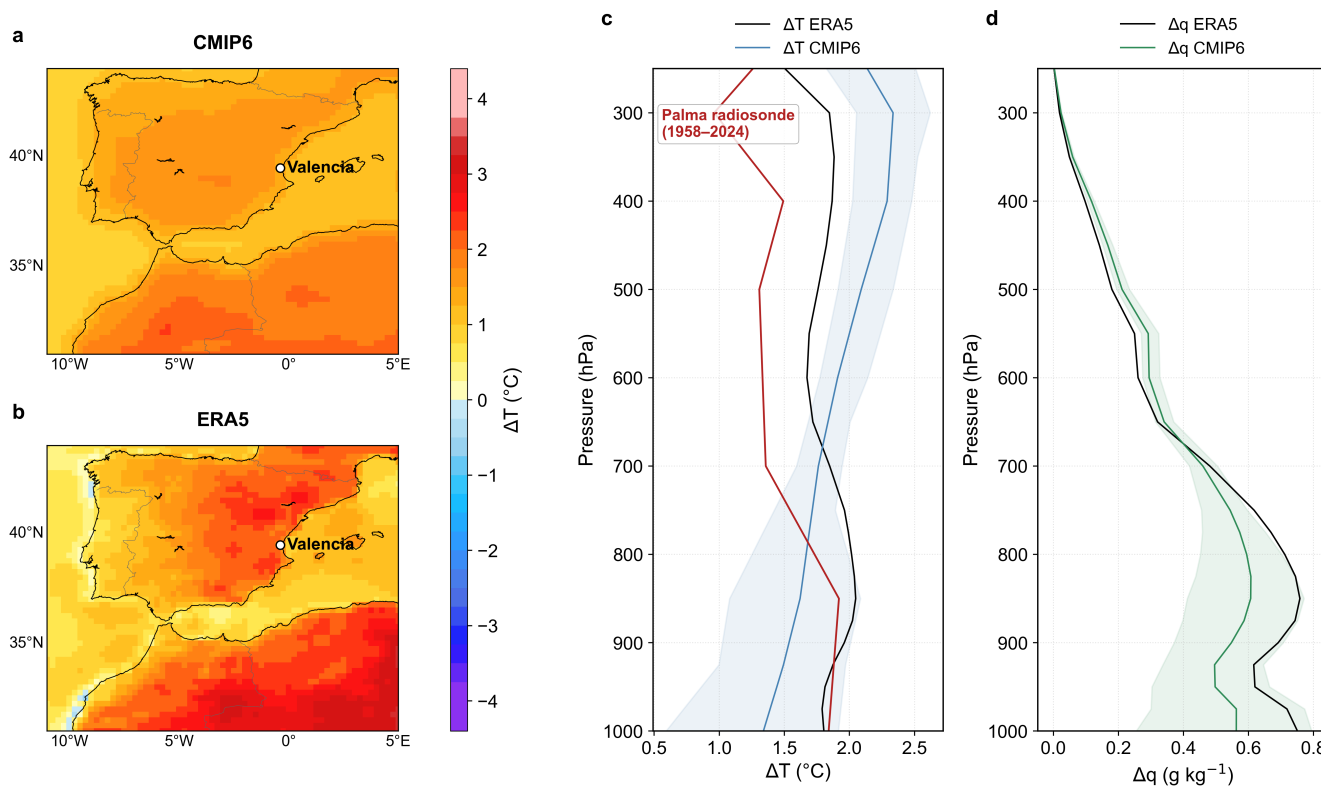 a
CMIP6
40°N
35°N
Valencia
10°W
5°W
0°
5°E
b
ERA5
40°N
35°N
Valencia
10°W
5°W
0°
5°E
4
3
2
1
0
−1
−2
−3
−4
ΔT (°C)
c
ΔT ERA5
ΔT CMIP6
Palma radiosonde
(1958–2024)
Pressure (hPa)
300
400
500
600
700
800
900
1000
0.5
1.0
1.5
2.0
2.5
ΔT (°C)
d
Δq ERA5
Δq CMIP6
Pressure (hPa)
300
400
500
600
700
800
900
1000
0.0
0.2
0.4
0.6
0.8
Δq (g kg⁻¹)